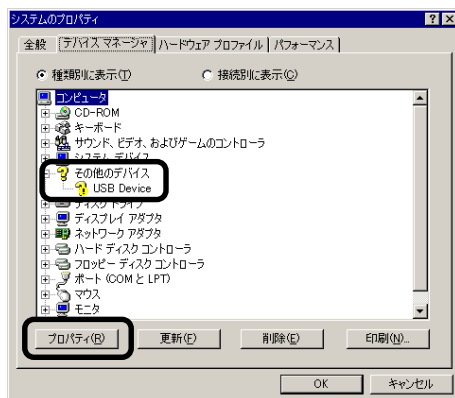 システムのプロパティ
全般 デバイス マネージャ ハードウェア プロファイル パフォーマンス
種類別に表示(T) 接続別に表示(C)
コンピュータ
CD-ROM
キーボード
サウンド、ビデオ、およびゲームのコントローラ
システム デバイス
その他のデバイス
USB Device
ディスク ドライブ
ディスプレイ アダプタ
ネットワーク アダプタ
ハード ディスク コントローラ
フロッピー ディスク コントローラ
ポート (COM と LPT)
マウス
モニタ
プロパティ(R) 更新(F) 削除(E) 印刷(N)...
OK キャンセル